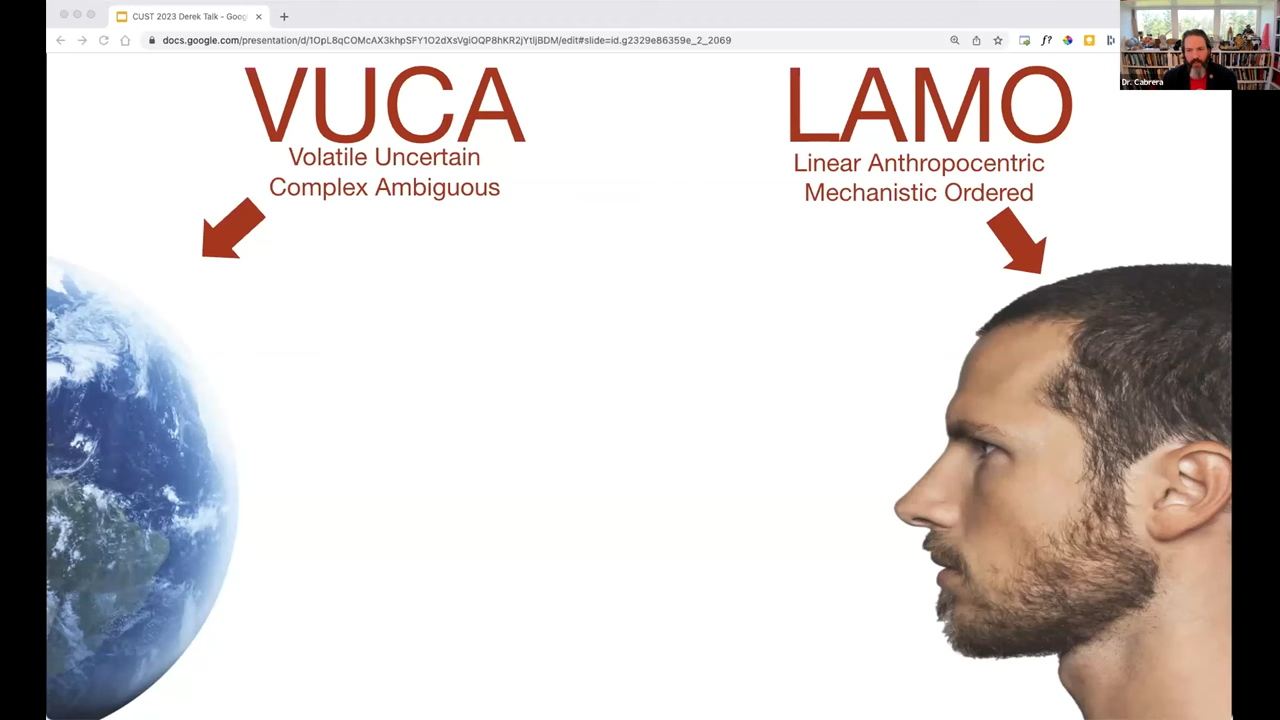 CUST 2023 Derek Talk - Goog
docs.google.com/presentation/d/1OpL8qCOMcAX3khpSFY1O2dXsVgiOQP8hKR2jYtljBDM/edit#slide=id.g2329e86359e_2_2069
f?
Dr. Cabrera
VUCA
Volatile Uncertain
Complex Ambiguous
LAMO
Linear Anthropocentric
Mechanistic Ordered